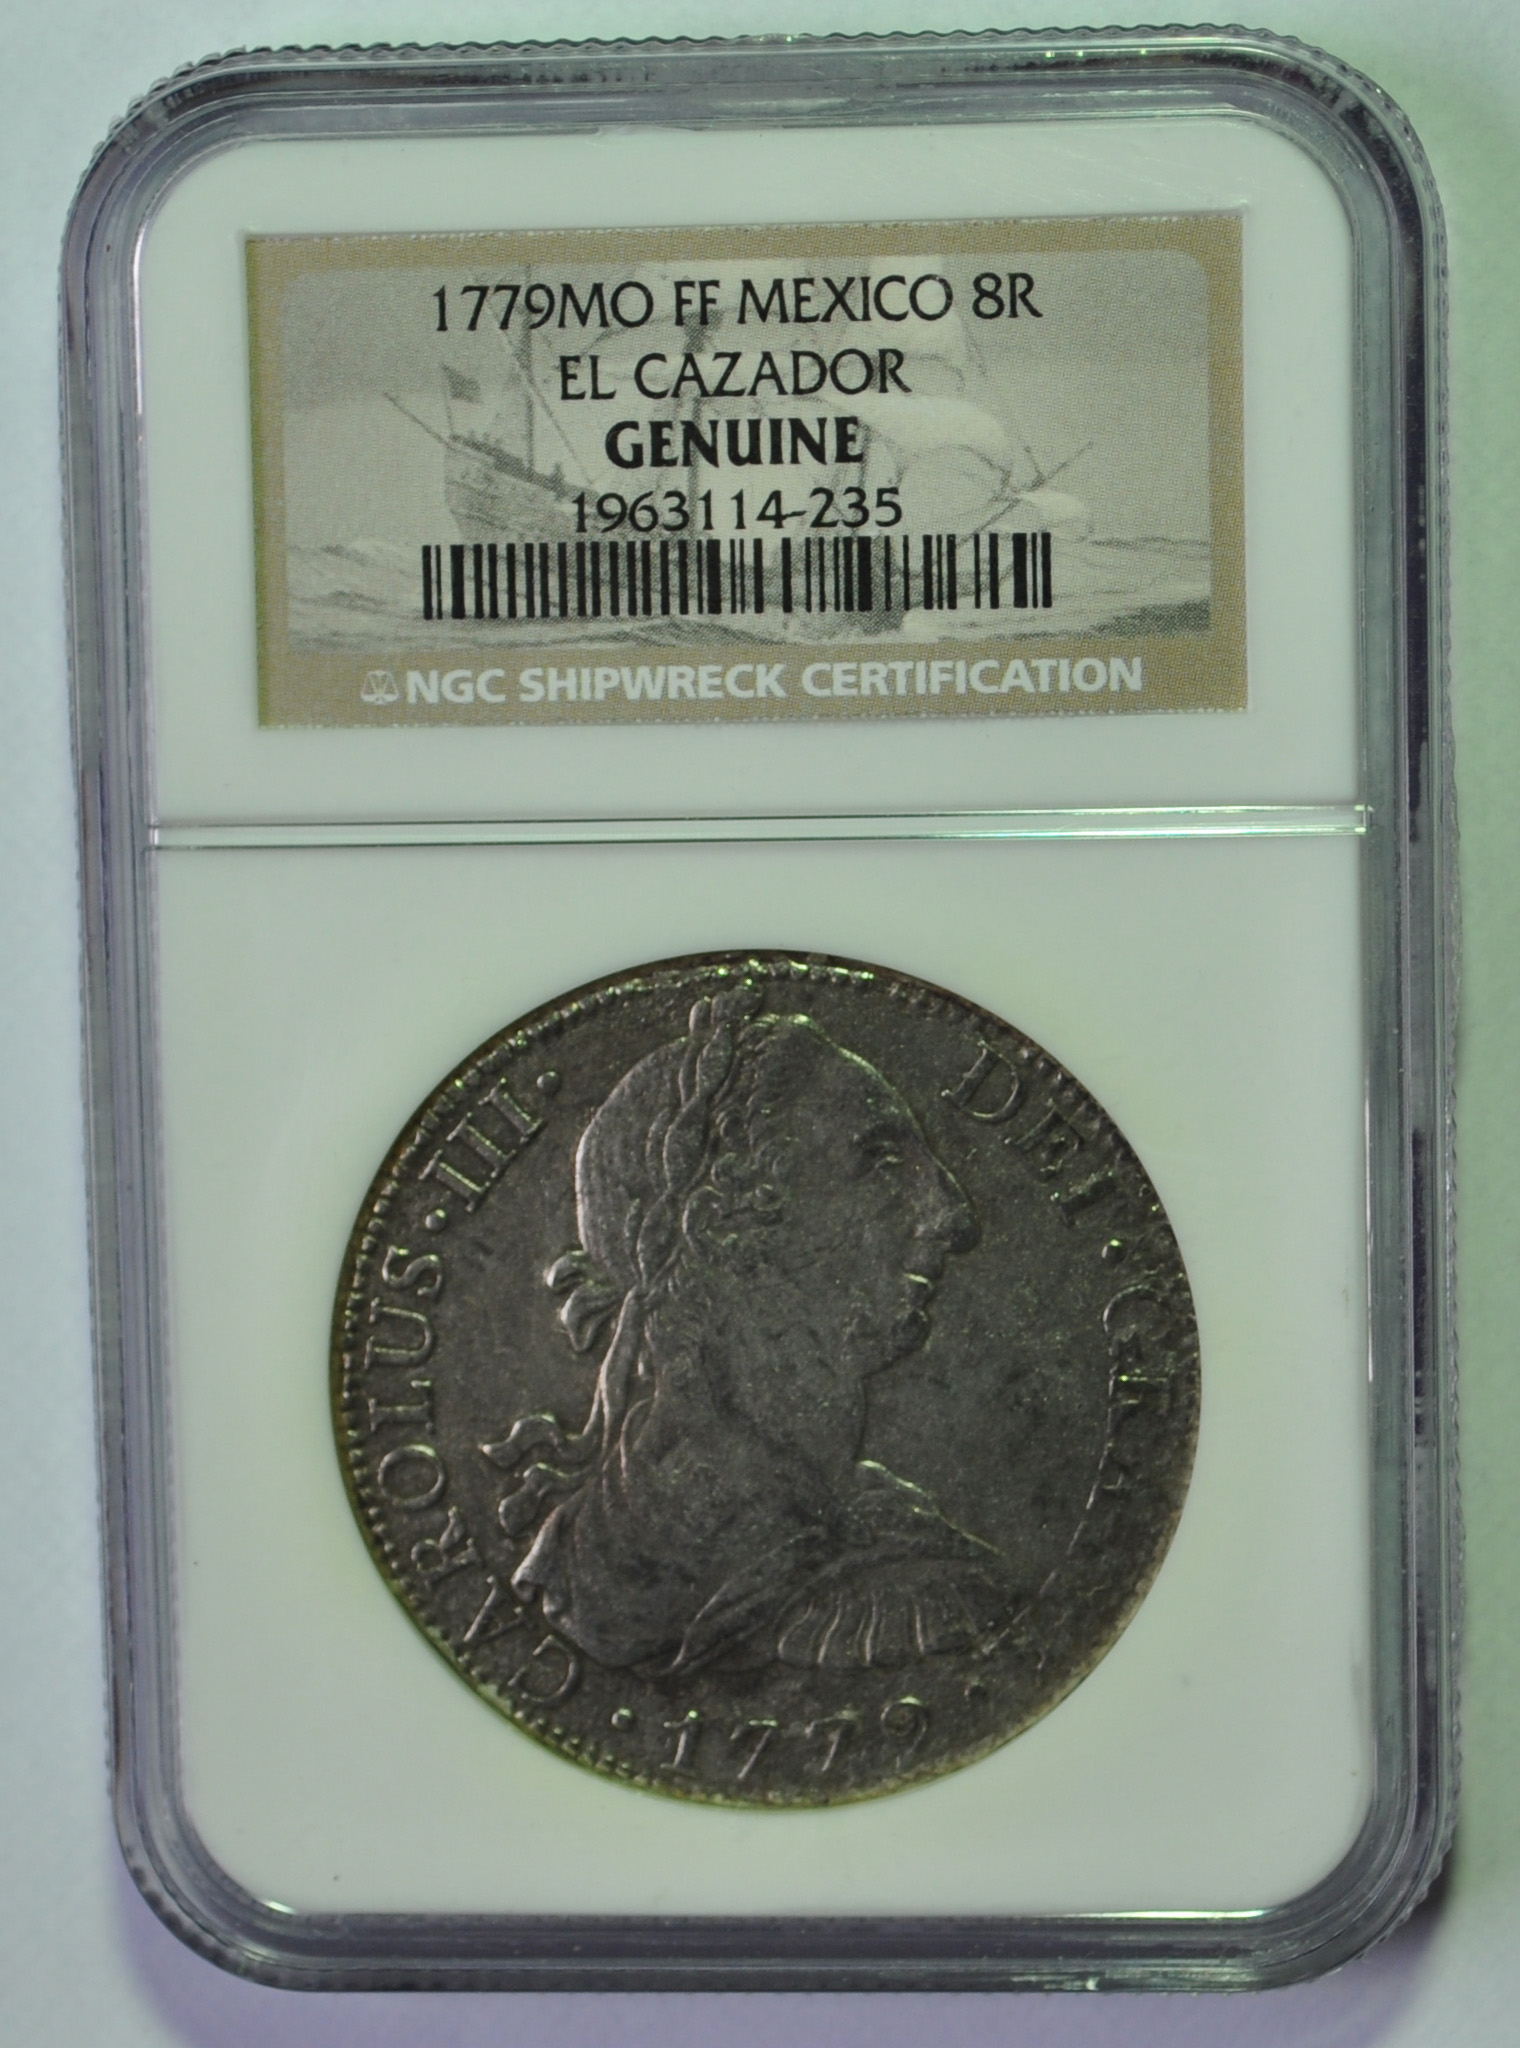 1779MO FF MEXICO 8R
EL CAZADOR
GENUINE
1963114-235
NGC SHIPWRECK CERTIFICATION
CAROLUS·III· DEI·GRA
·1779·